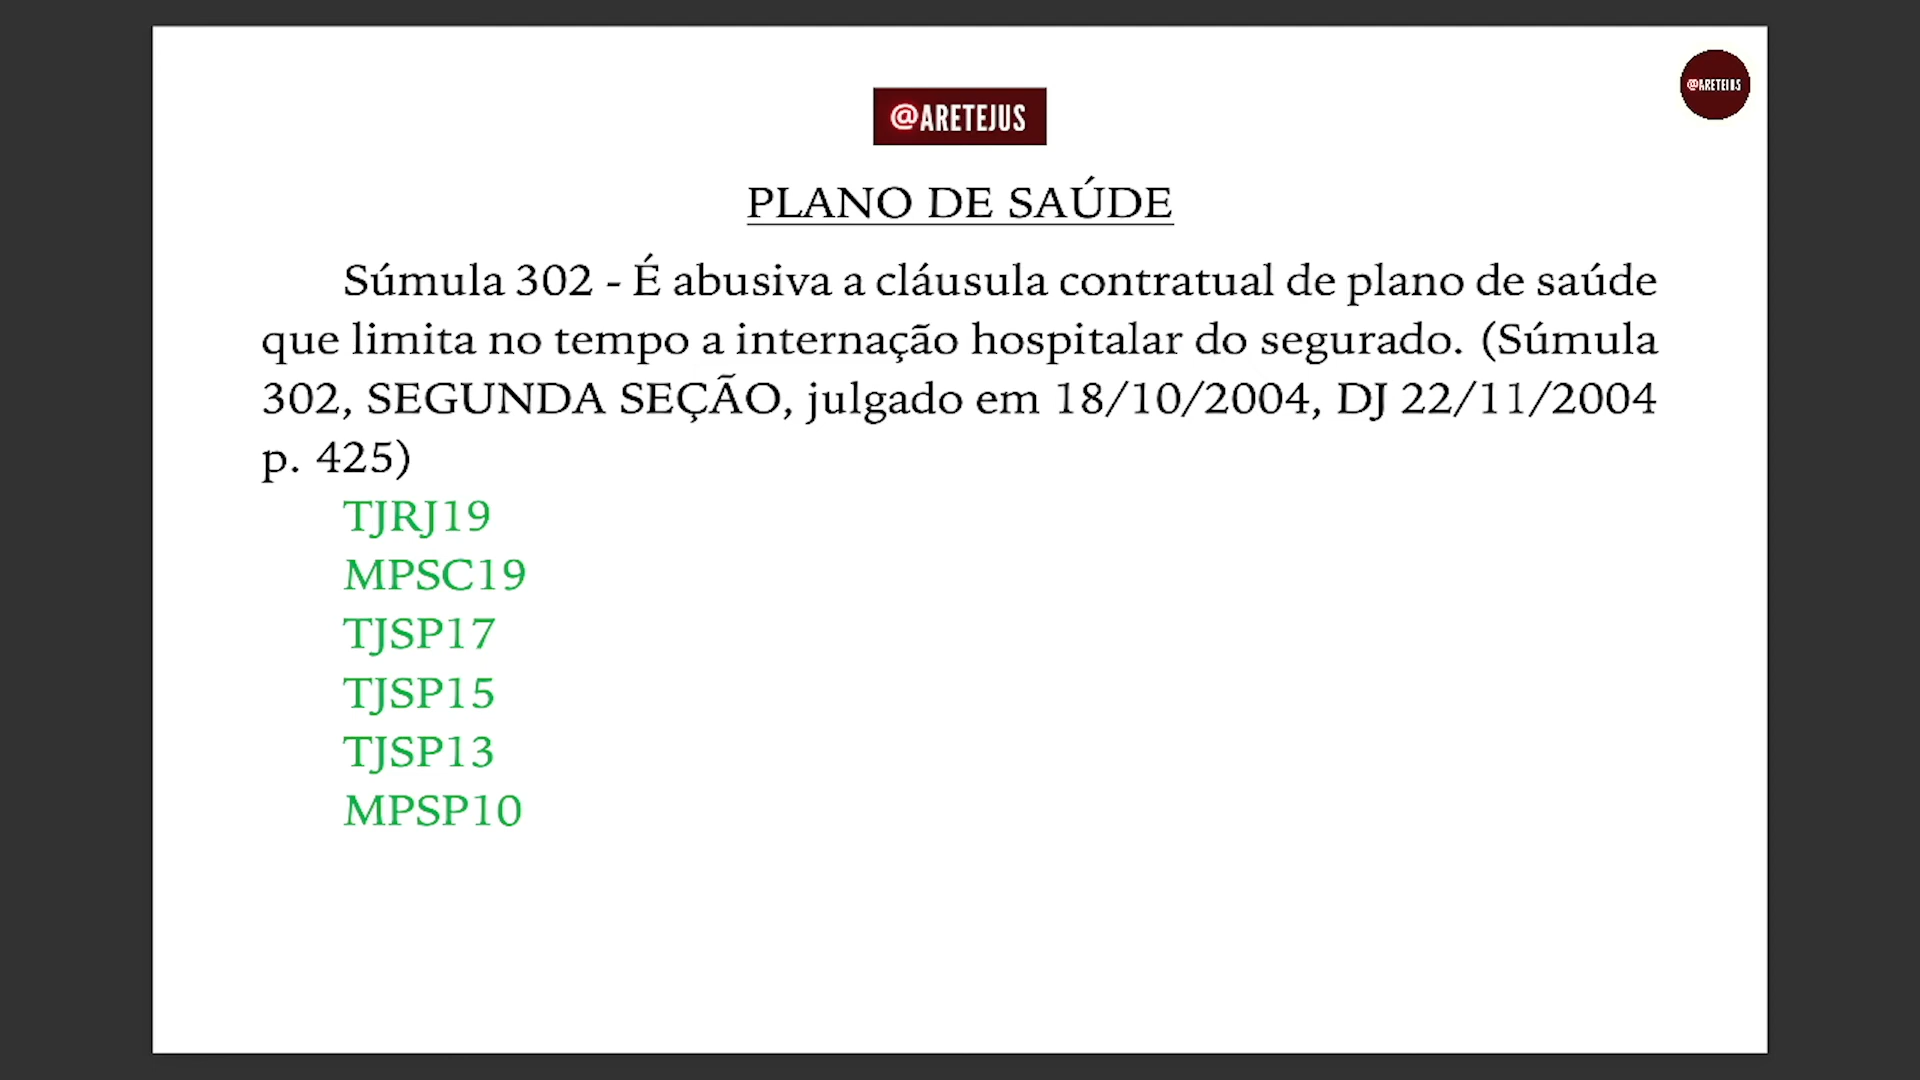 @ARETEJUS
@ARETEJUS
PLANO DE SAÚDE
Súmula 302 - É abusiva a cláusula contratual de plano de saúde
que limita no tempo a internação hospitalar do segurado. (Súmula
302, SEGUNDA SEÇÃO, julgado em 18/10/2004, DJ 22/11/2004
p. 425)
TJRJ19
MPSC19
TJSP17
TJSP15
TJSP13
MPSP10